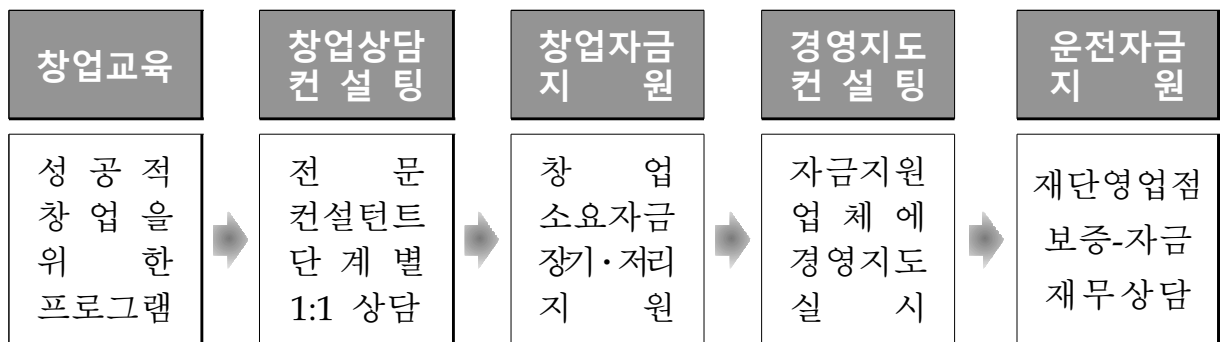 창업교육
창업상담
컨 설 팅
창업자금
지 원
경영지도
컨 설 팅
운전자금
지 원
성 공 적
창 업 을
위 한
프로그램
전 문
컨설턴트
단 계 별
1:1 상담
창 업
소요자금
장기·저리
지 원
자금지원
업 체 에
경영지도
실 시
재단영업점
보증-자금
재무상담